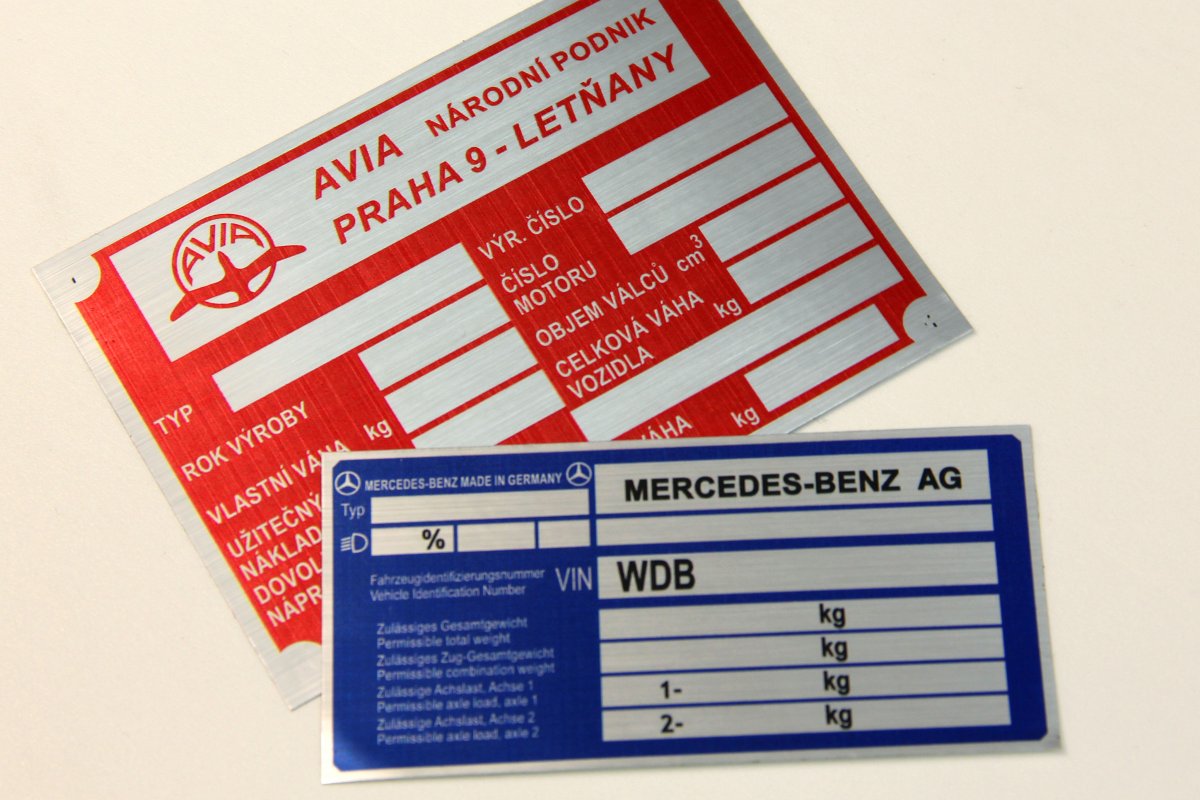 AVIA NÁRODNÍ PODNIK
PRAHA 9 - LETŇANY
AVIA
TYP
ROK VÝROBY
VLASTNÍ VÁHA kg
UŽITEČNÝ
NÁKLAD
VÝR. ČÍSLO
ČÍSLO
MOTORU
OBJEM VÁLCŮ cm³
CELKOVÁ VÁHA
VOZIDLA kg
VÁHA kg
MERCEDES-BENZ MADE IN GERMANY
MERCEDES-BENZ AG
Typ
%
Fahrzeugidentifizierungsnummer
Vehicle Identification Number
VIN WDB
Zulässiges Gesamtgewicht
Permissible total weight
kg
Zulässiges Zug-Gesamtgewicht
Permissible combination weight
kg
Zulässige Achslast, Achse 1
Permissible axle load, axle 1
1- kg
Zulässige Achslast, Achse 2
Permissible axle load, axle 2
2- kg